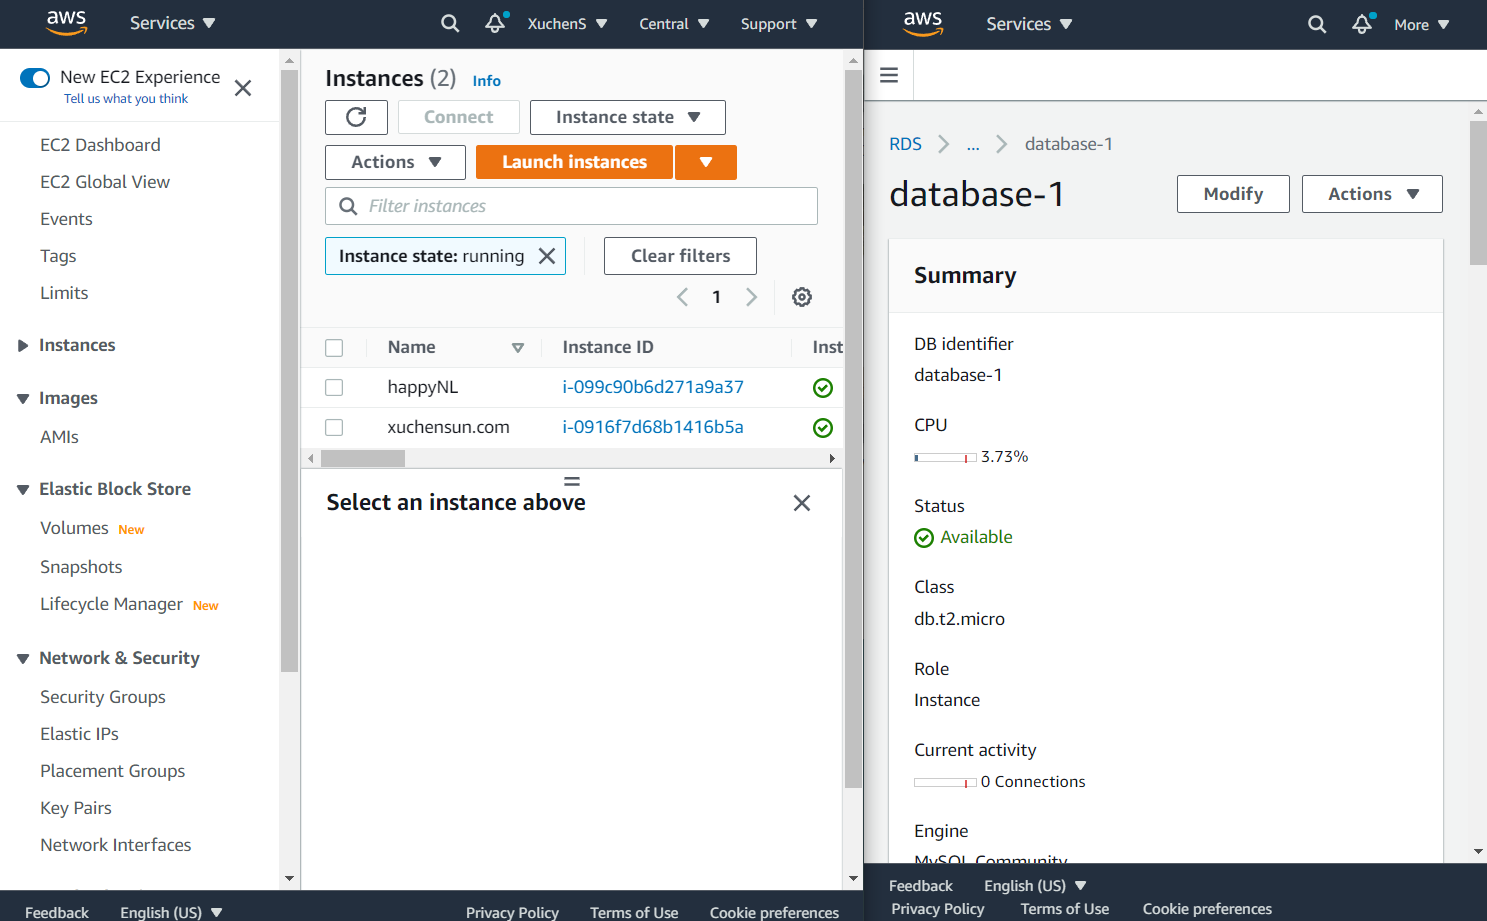 aws
Services
XuchenS
Central
Support
New EC2 Experience
Tell us what you think
EC2 Dashboard
EC2 Global View
Events
Tags
Limits
Instances
Images
AMIs
Elastic Block Store
Volumes New
Snapshots
Lifecycle Manager New
Network & Security
Security Groups
Elastic IPs
Placement Groups
Key Pairs
Network Interfaces
Instances (2) Info
Connect
Instance state
Actions
Launch instances
Filter instances
Instance state: running
Clear filters
1
Name Instance ID Inst
happyNL i-099c90b6d271a9a37
xuchensun.com i-0916f7d68b1416b5a
Select an instance above
Feedback English (US) Privacy Policy Terms of Use Cookie preferences
aws
Services
More
RDS ... database-1
database-1
Modify
Actions
Summary
DB identifier
database-1
CPU
3.73%
Status
Available
Class
db.t2.micro
Role
Instance
Current activity
0 Connections
Engine
MySQL Community
Feedback English (US)
Privacy Policy Terms of Use Cookie preferences